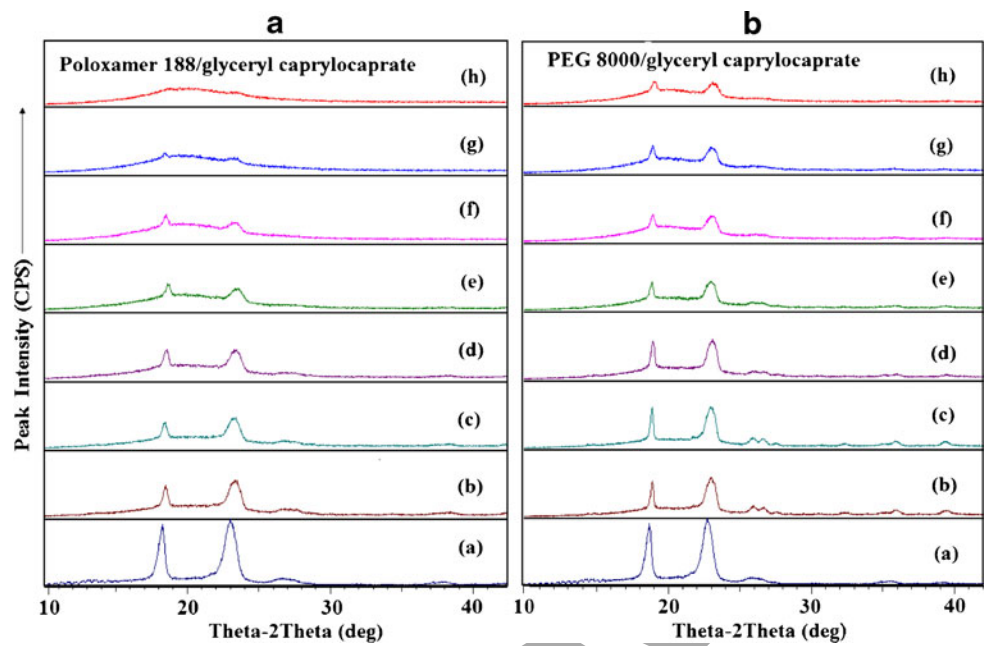 a
b
Poloxamer 188/glyceryl caprylocaprate
(h)
(g)
(f)
(e)
(d)
(c)
(b)
(a)
PEG 8000/glyceryl caprylocaprate
(h)
(g)
(f)
(e)
(d)
(c)
(b)
(a)
Peak Intensity (CPS)
10 20 30 40
10 20 30 40
Theta-2Theta (deg)
Theta-2Theta (deg)